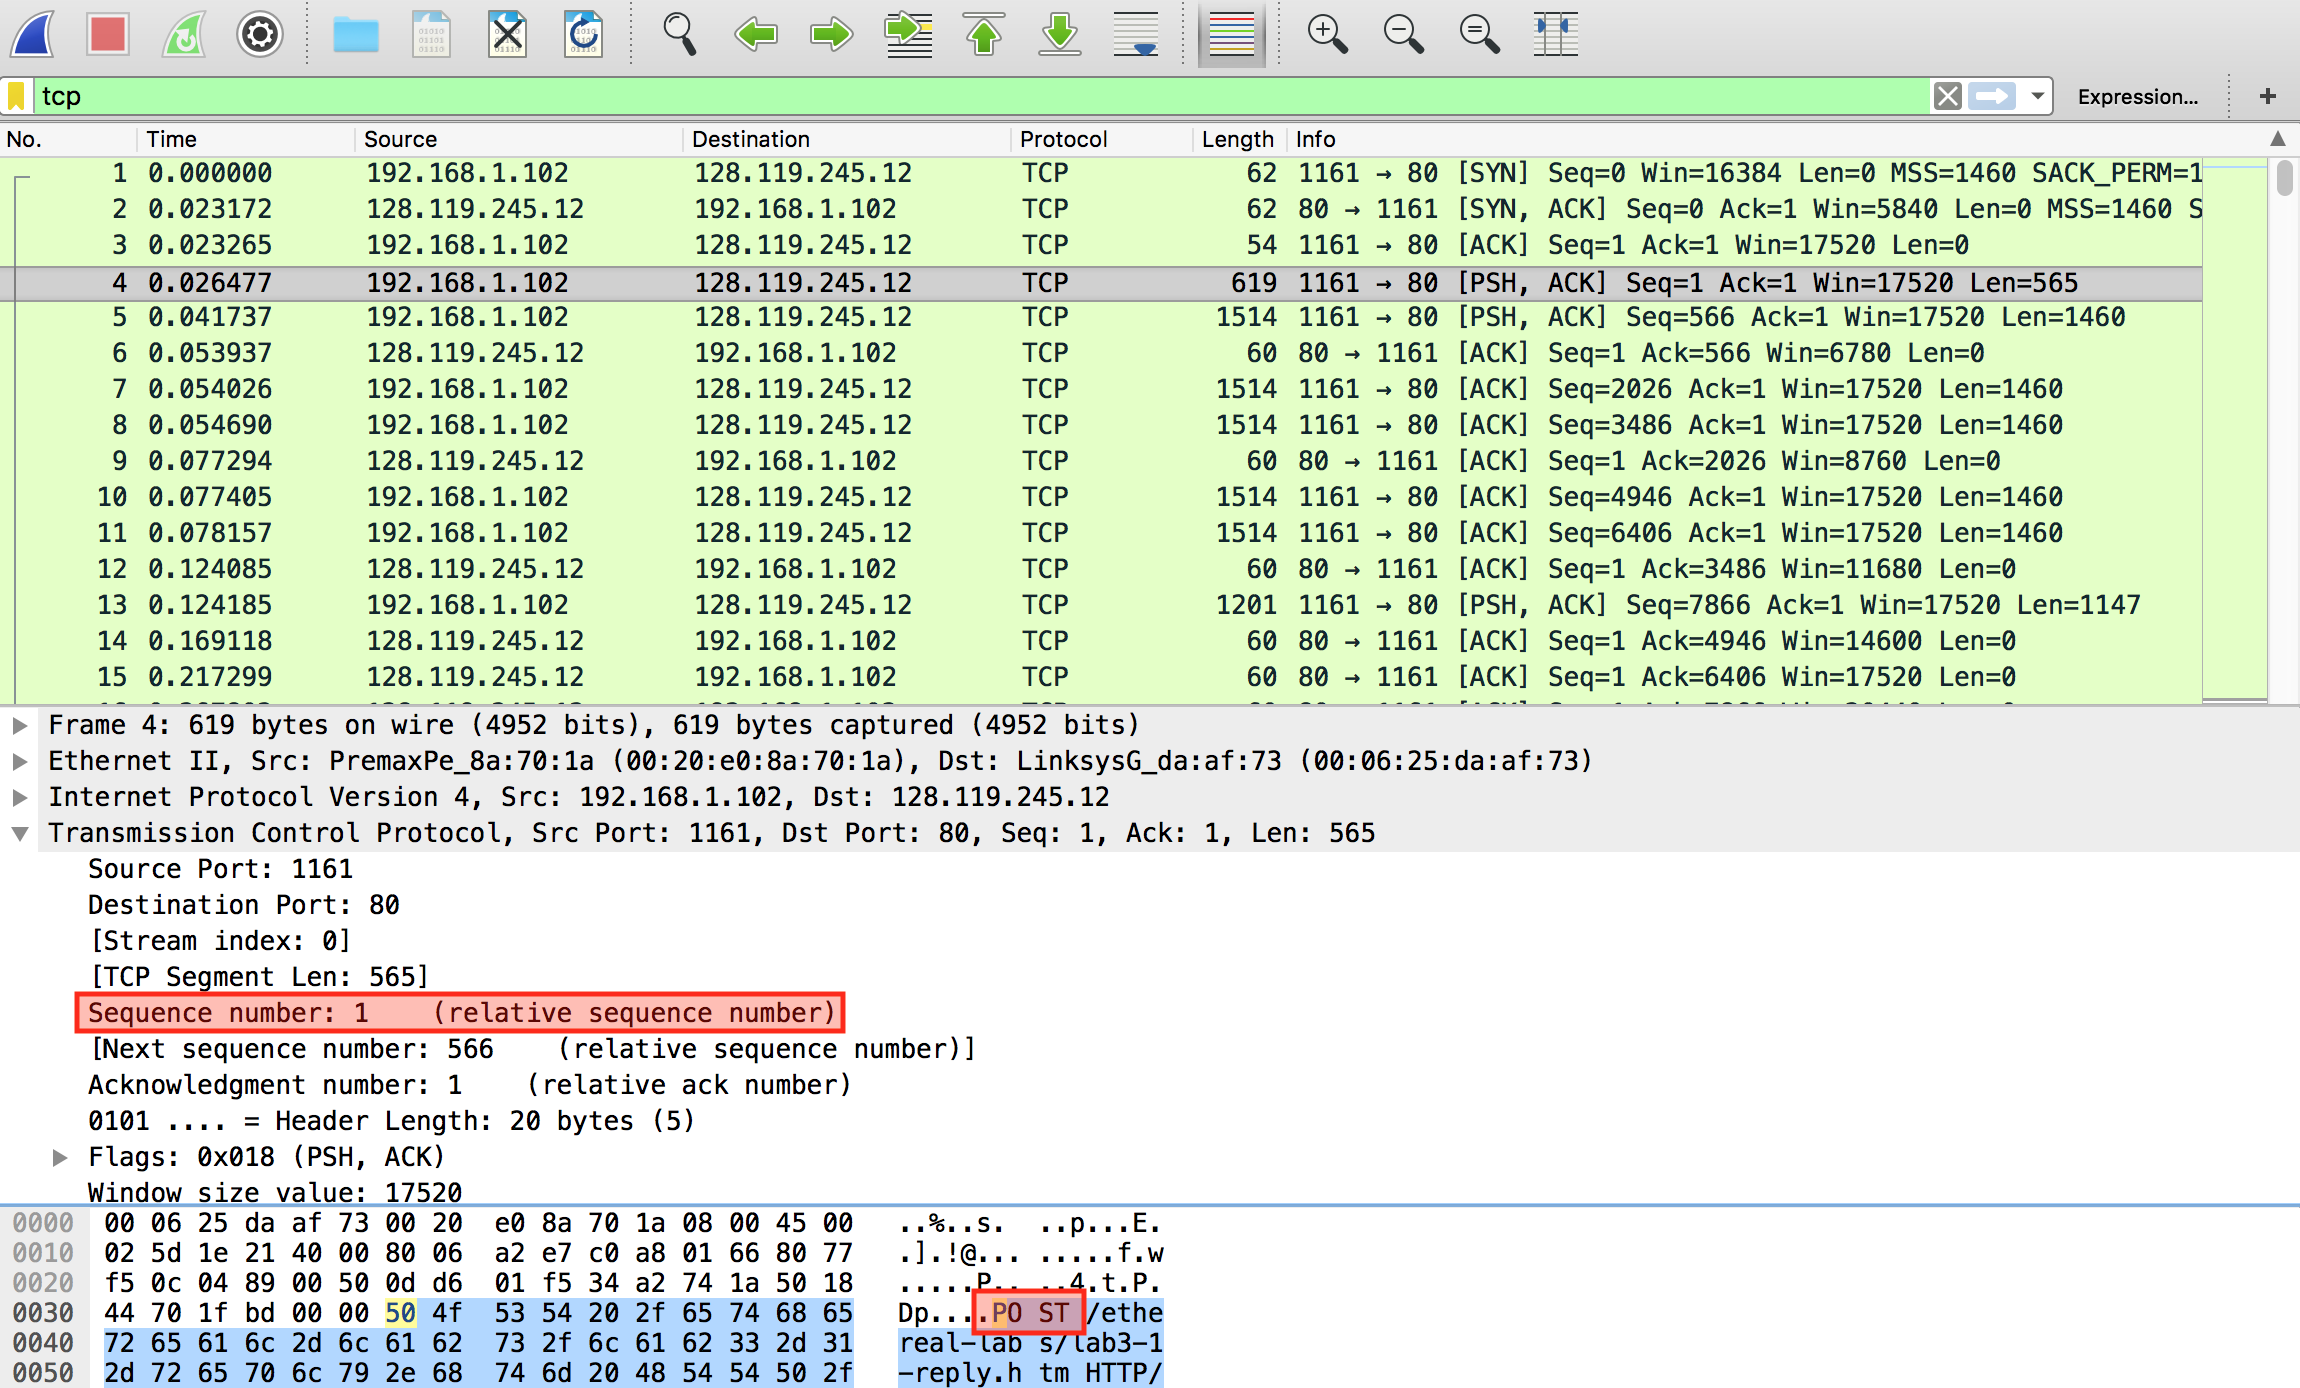 tcp Expression... +
No. Time Source Destination Protocol Length Info
1 0.000000 192.168.1.102 128.119.245.12 TCP 62 1161 → 80 [SYN] Seq=0 Win=16384 Len=0 MSS=1460 SACK_PERM=1
2 0.023172 128.119.245.12 192.168.1.102 TCP 62 80 → 1161 [SYN, ACK] Seq=0 Ack=1 Win=5840 Len=0 MSS=1460 S
3 0.023265 192.168.1.102 128.119.245.12 TCP 54 1161 → 80 [ACK] Seq=1 Ack=1 Win=17520 Len=0
4 0.026477 192.168.1.102 128.119.245.12 TCP 619 1161 → 80 [PSH, ACK] Seq=1 Ack=1 Win=17520 Len=565
5 0.041737 192.168.1.102 128.119.245.12 TCP 1514 1161 → 80 [PSH, ACK] Seq=566 Ack=1 Win=17520 Len=1460
6 0.053937 128.119.245.12 192.168.1.102 TCP 60 80 → 1161 [ACK] Seq=1 Ack=566 Win=6780 Len=0
7 0.054026 192.168.1.102 128.119.245.12 TCP 1514 1161 → 80 [ACK] Seq=2026 Ack=1 Win=17520 Len=1460
8 0.054690 192.168.1.102 128.119.245.12 TCP 1514 1161 → 80 [ACK] Seq=3486 Ack=1 Win=17520 Len=1460
9 0.077294 128.119.245.12 192.168.1.102 TCP 60 80 → 1161 [ACK] Seq=1 Ack=2026 Win=8760 Len=0
10 0.077405 192.168.1.102 128.119.245.12 TCP 1514 1161 → 80 [ACK] Seq=4946 Ack=1 Win=17520 Len=1460
11 0.078157 192.168.1.102 128.119.245.12 TCP 1514 1161 → 80 [ACK] Seq=6406 Ack=1 Win=17520 Len=1460
12 0.124085 128.119.245.12 192.168.1.102 TCP 60 80 → 1161 [ACK] Seq=1 Ack=3486 Win=11680 Len=0
13 0.124185 192.168.1.102 128.119.245.12 TCP 1201 1161 → 80 [PSH, ACK] Seq=7866 Ack=1 Win=17520 Len=1147
14 0.169118 128.119.245.12 192.168.1.102 TCP 60 80 → 1161 [ACK] Seq=1 Ack=4946 Win=14600 Len=0
15 0.217299 128.119.245.12 192.168.1.102 TCP 60 80 → 1161 [ACK] Seq=1 Ack=6406 Win=17520 Len=0
Frame 4: 619 bytes on wire (4952 bits), 619 bytes captured (4952 bits)
Ethernet II, Src: PremaxPe_8a:70:1a (00:20:e0:8a:70:1a), Dst: LinksysG_da:af:73 (00:06:25:da:af:73)
Internet Protocol Version 4, Src: 192.168.1.102, Dst: 128.119.245.12
Transmission Control Protocol, Src Port: 1161, Dst Port: 80, Seq: 1, Ack: 1, Len: 565
Source Port: 1161
Destination Port: 80
[Stream index: 0]
[TCP Segment Len: 565]
Sequence number: 1 (relative sequence number)
[Next sequence number: 566 (relative sequence number)]
Acknowledgment number: 1 (relative ack number)
0101 .... = Header Length: 20 bytes (5)
Flags: 0x018 (PSH, ACK)
Window size value: 17520
0000 00 06 25 da af 73 00 20 e0 8a 70 1a 08 00 45 00 ..%..s. ..p...E.
0010 02 5d 1e 21 40 00 80 06 a2 e7 c0 a8 01 66 80 77 .].!@... .....f.w
0020 f5 0c 04 89 00 50 0d d6 01 f5 34 a2 74 1a 50 18 .....P.. ..4.t.P.
0030 44 70 1f bd 00 00 50 4f 53 54 20 2f 65 74 68 65 Dp....PO ST /ethe
0040 72 65 61 6c 2d 6c 61 62 73 2f 6c 61 62 33 2d 31 real-lab s/lab3-1
0050 2d 72 65 70 6c 79 2e 68 74 6d 20 48 54 54 50 2f -reply.h tm HTTP/